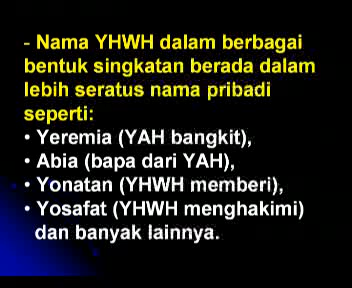 - Nama YHWH dalam berbagai
bentuk singkatan berada dalam
lebih seratus nama pribadi
seperti:
• Yeremia (YAH bangkit),
• Abia (bapa dari YAH),
• Yonatan (YHWH memberi),
• Yosafat (YHWH menghakimi)
dan banyak lainnya.